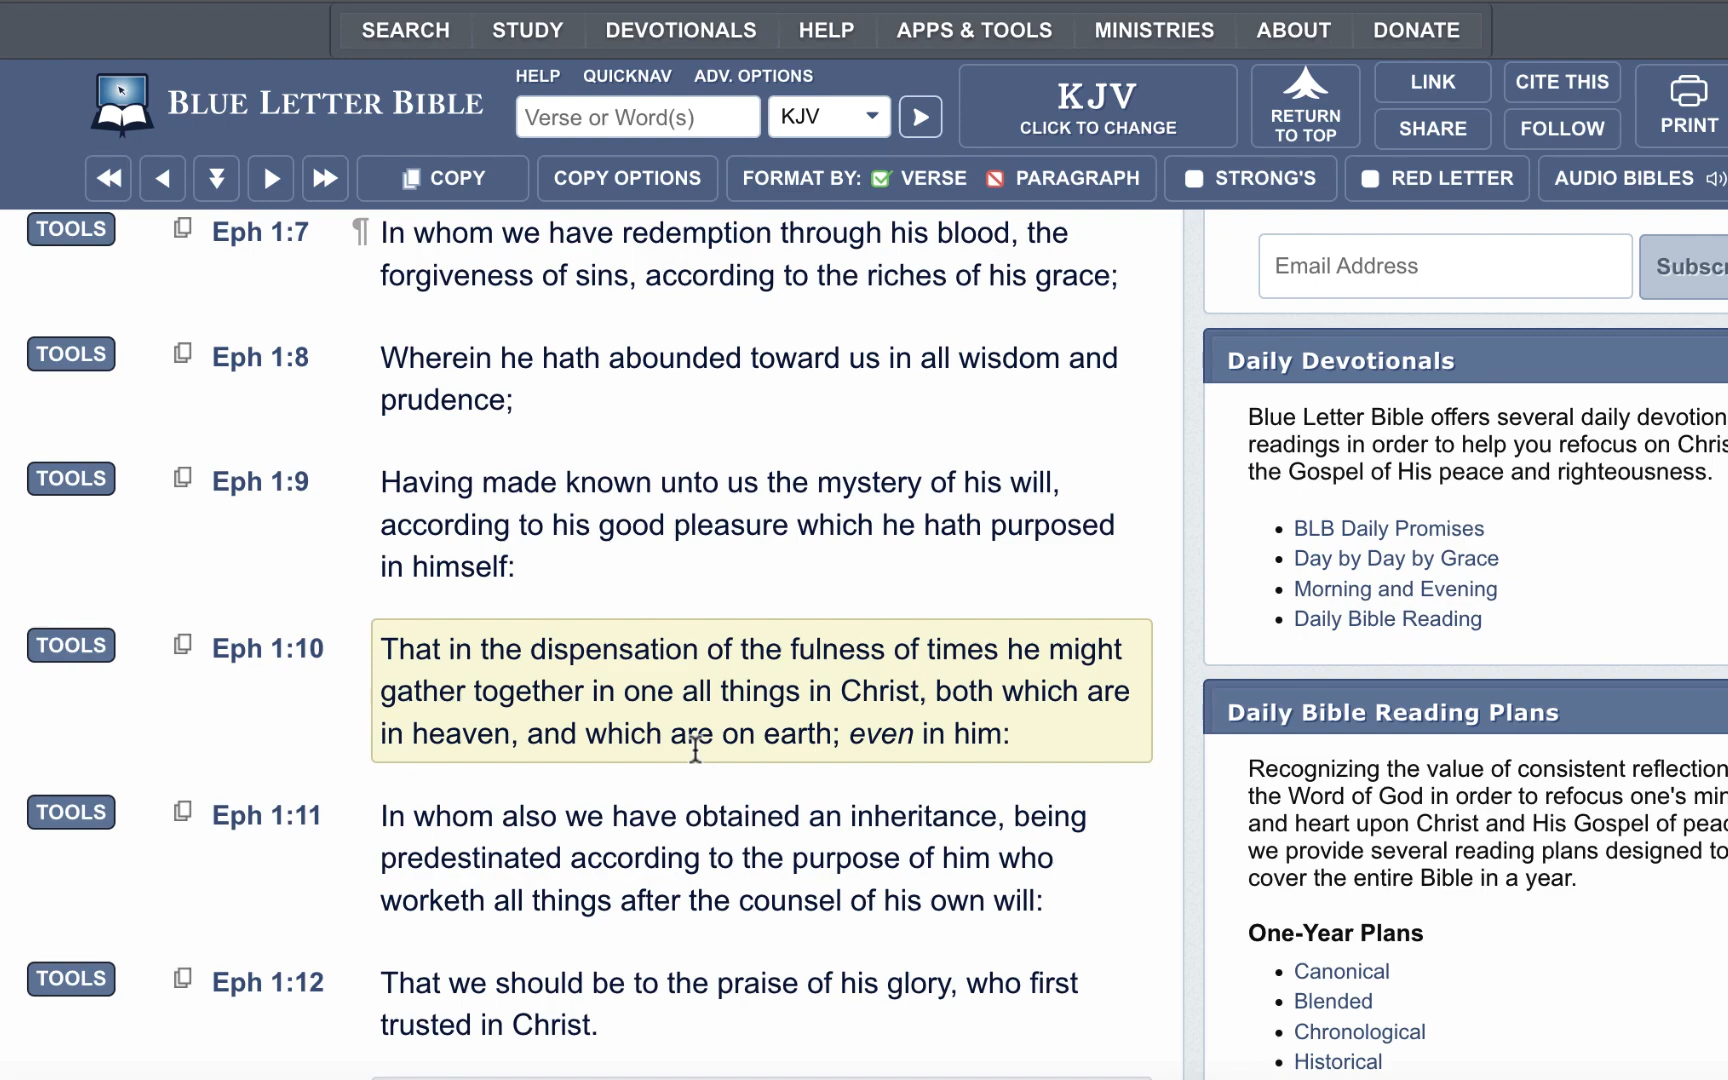 SEARCH STUDY DEVOTIONALS HELP APPS & TOOLS MINISTRIES ABOUT DONATE
BLUE LETTER BIBLE
HELP QUICKNAV ADV. OPTIONS
Verse or Word(s) KJV
KJV
CLICK TO CHANGE
RETURN
TO TOP
LINK CITE THIS
SHARE FOLLOW
PRINT
COPY COPY OPTIONS FORMAT BY: VERSE PARAGRAPH STRONG'S RED LETTER AUDIO BIBLES
TOOLS Eph 1:7 ¶ In whom we have redemption through his blood, the
forgiveness of sins, according to the riches of his grace;
TOOLS Eph 1:8 Wherein he hath abounded toward us in all wisdom and
prudence;
TOOLS Eph 1:9 Having made known unto us the mystery of his will,
according to his good pleasure which he hath purposed
in himself:
TOOLS Eph 1:10 That in the dispensation of the fulness of times he might
gather together in one all things in Christ, both which are
in heaven, and which are on earth; even in him:
TOOLS Eph 1:11 In whom also we have obtained an inheritance, being
predestinated according to the purpose of him who
worketh all things after the counsel of his own will:
TOOLS Eph 1:12 That we should be to the praise of his glory, who first
trusted in Christ.
Email Address Subscr
Daily Devotionals
Blue Letter Bible offers several daily devotion
readings in order to help you refocus on Chris
the Gospel of His peace and righteousness.
• BLB Daily Promises
• Day by Day by Grace
• Morning and Evening
• Daily Bible Reading
Daily Bible Reading Plans
Recognizing the value of consistent reflection
the Word of God in order to refocus one's min
and heart upon Christ and His Gospel of peac
we provide several reading plans designed to
cover the entire Bible in a year.
One-Year Plans
• Canonical
• Blended
• Chronological
• Historical